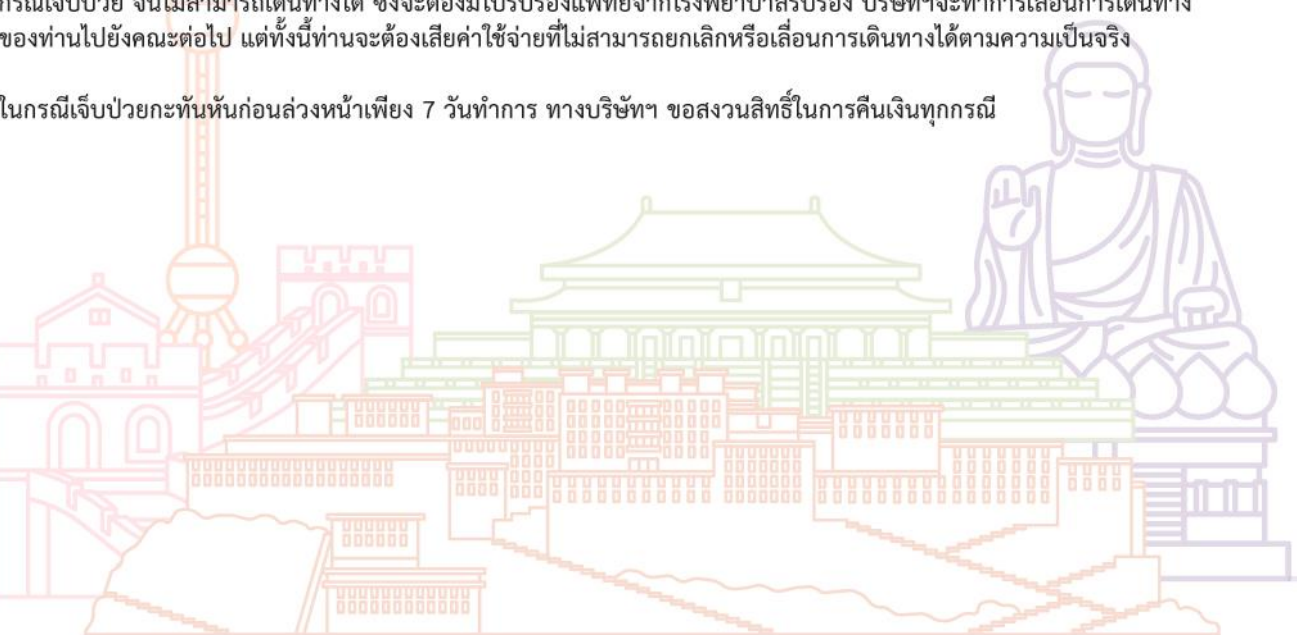 กรณีเจ็บป่วย จนไม่สามารถเดินทางได้ ซึ่งจะต้องมีใบรับรองแพทย์จากโรงพยาบาลรับรอง บริษัทฯจะทำการเลื่อนการเดินทาง
ของท่านไปยังคณะต่อไป แต่ทั้งนี้ท่านจะต้องเสียค่าใช้จ่ายที่ไม่สามารถยกเลิกหรือเลื่อนการเดินทางได้ตามความเป็นจริง
ในกรณีเจ็บป่วยกะทันหันก่อนล่วงหน้าเพียง 7 วันทำการ ทางบริษัทฯ ขอสงวนสิทธิ์ในการคืนเงินทุกกรณี